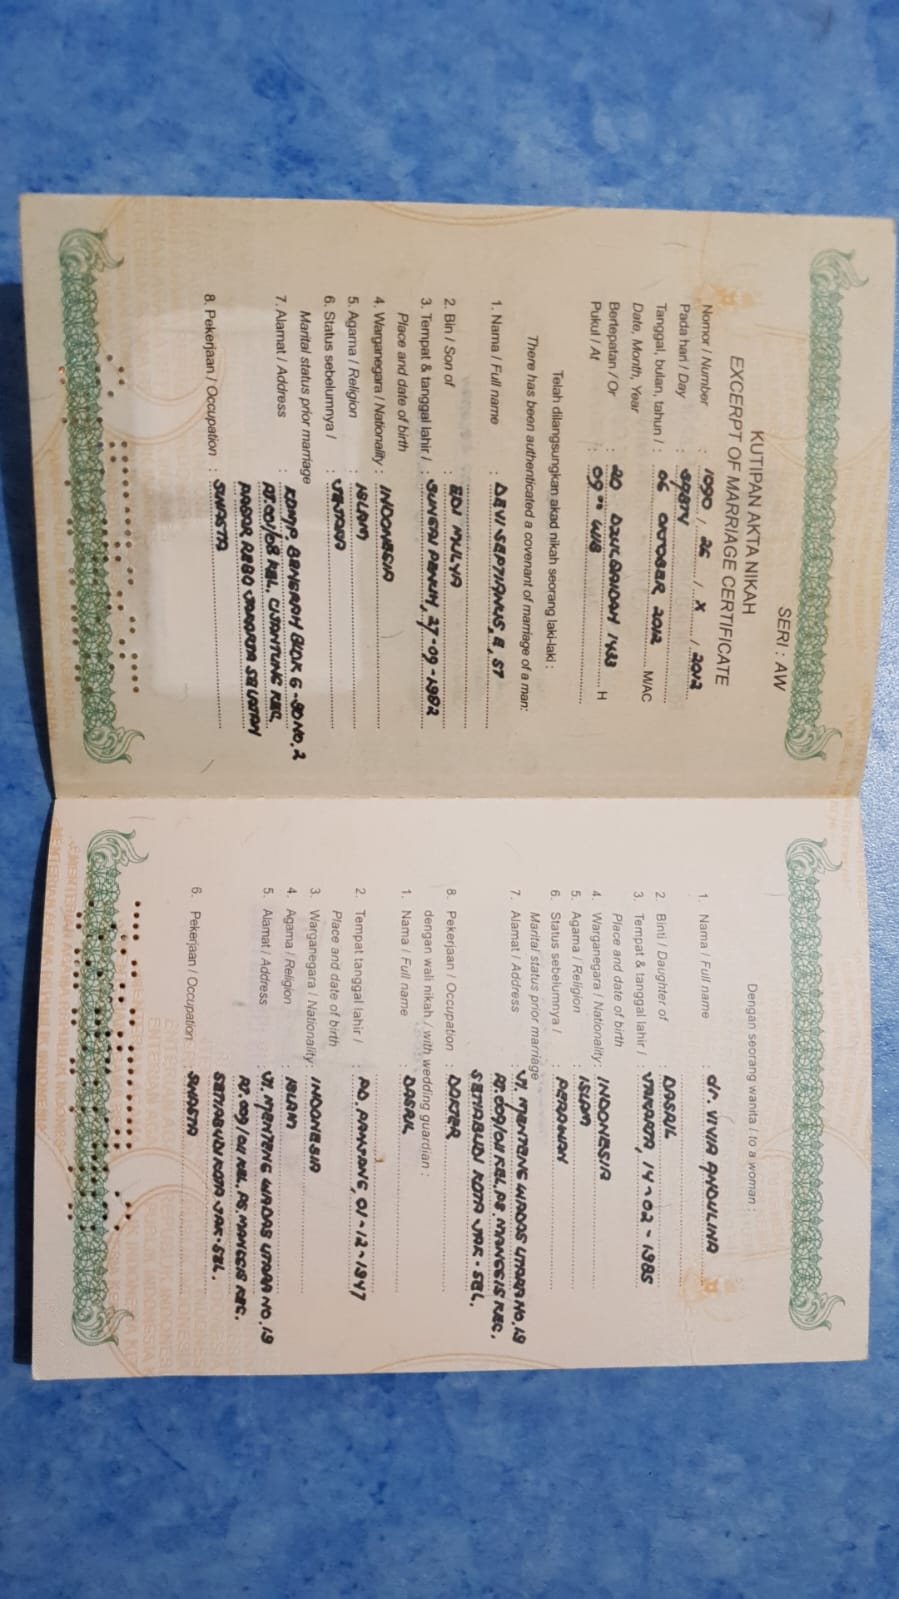 SERI : AW
KUTIPAN AKTA NIKAH
EXCERPT OF MARRIAGE CERTIFICATE
Nomor / Number : 1090 / 26 / X / 2012
Pada hari / Day : SABTU
Tanggal, bulan, tahun / : 06 OKTOBER 2012 M/AC
Date, Month, Year
Bertepatan / Or : 20 DZULQAIDAH 1433 H
Pukul / At : 09.00 WIB
Telah dilangsungkan akad nikah seorang laki-laki :
There has been authenticated a covenant of marriage of a man:
1. Nama / Full name : DEVI SEPTIANUS, E, ST
2. Bin / Son of : EDI MULYA
3. Tempat & tanggal lahir / : SUNGAI PENUH, 27-09-1982
Place and date of birth
4. Warganegara / Nationality : INDONESIA
5. Agama / Religion : ISLAM
6. Status sebelumnya / : JEJAKA
Marital status prior marriage
7. Alamat / Address : KOMP. BENGRAH BLOK G-80 NO.2
RT.001/08 KEL. CIJANTUNG KEC.
PASAR REBO JAKARTA SELATAN
8. Pekerjaan / Occupation : SWASTA
Dengan seorang wanita / to a woman :
1. Nama / Full name : dr. VIVIA ANDULINA
2. Binti / Daughter of : DASRIL
3. Tempat & tanggal lahir / : JAKARTA, 14-02-1985
Place and date of birth
4. Warganegara / Nationality : INDONESIA
5. Agama / Religion : ISLAM
6. Status sebelumnya / : PERAWAN
Marital status prior marriage
7. Alamat / Address : Jl. MENTENG WADAS UTARA NO.19
RT.009/011 KEL. PS. MANGGIS KEC.
SETIABUDI KOTA JAK-SEL.
8. Pekerjaan / Occupation : DOKTER
dengan wali nikah / with wedding guardian :
1. Nama / Full name : DASRIL
2. Tempat tanggal lahir / : PD. PANJANG, 01-12-1947
Place and date of birth
3. Warganegara / Nationality : INDONESIA
4. Agama / Religion : ISLAM
5. Alamat / Address : Jl. MENTENG WADAS UTARA NO.19
RT.009/011 KEL. PS. MANGGIS KEC.
SETIABUDI KOTA JAK-SEL.
6. Pekerjaan / Occupation : SWASTA